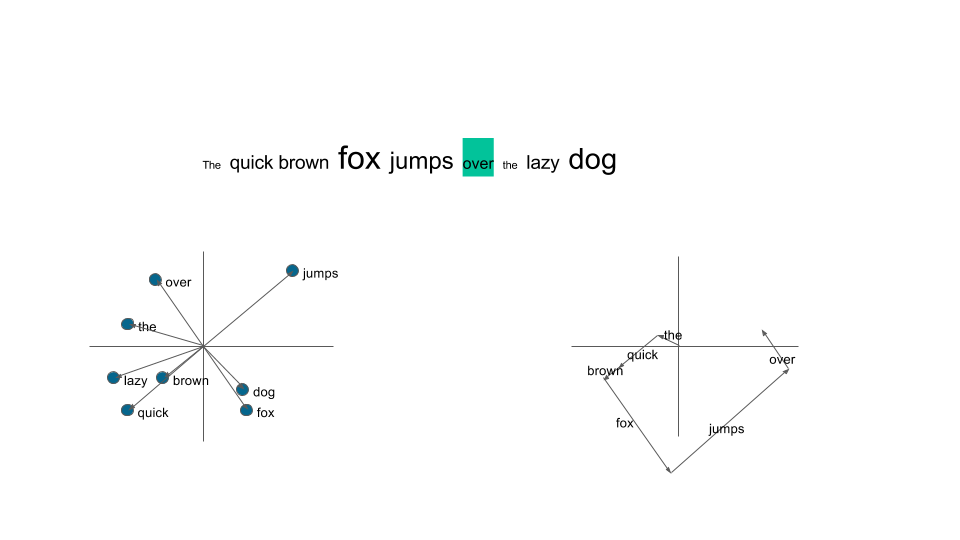 The quick brown fox jumps over the lazy dog
over
jumps
the
lazy
brown
quick
dog
fox
the
quick
brown
fox
jumps
over